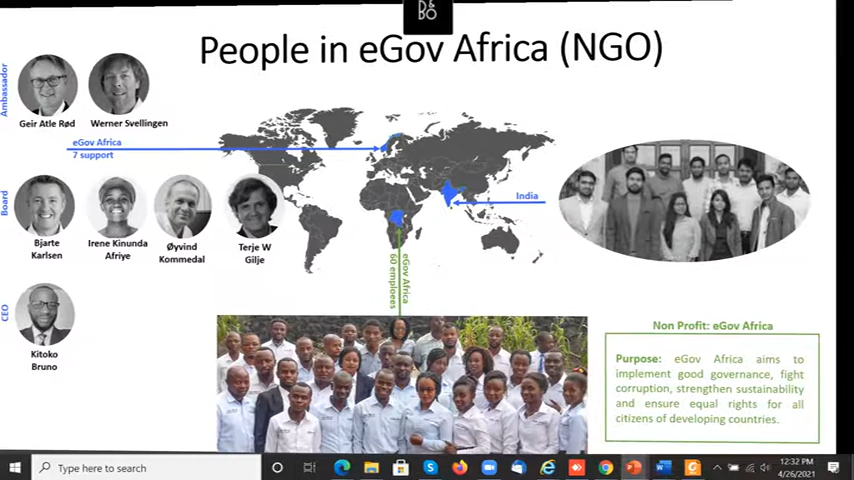 B&O
People in eGov Africa (NGO)
Ambassador
Geir Atle Rød
Werner Svellingen
eGov Africa
7 support
India
Board
Bjarte
Karlsen
Irene Kinunda
Afriye
Øyvind
Kommedal
Terje W
Gilje
eGov Africa
60 emploees
CEO
Kitoko
Bruno
Non Profit: eGov Africa
Purpose: eGov Africa aims to
implement good governance, fight
corruption, strengthen sustainability
and ensure equal rights for all
citizens of developing countries.
Type here to search
12:32 PM
4/26/2021